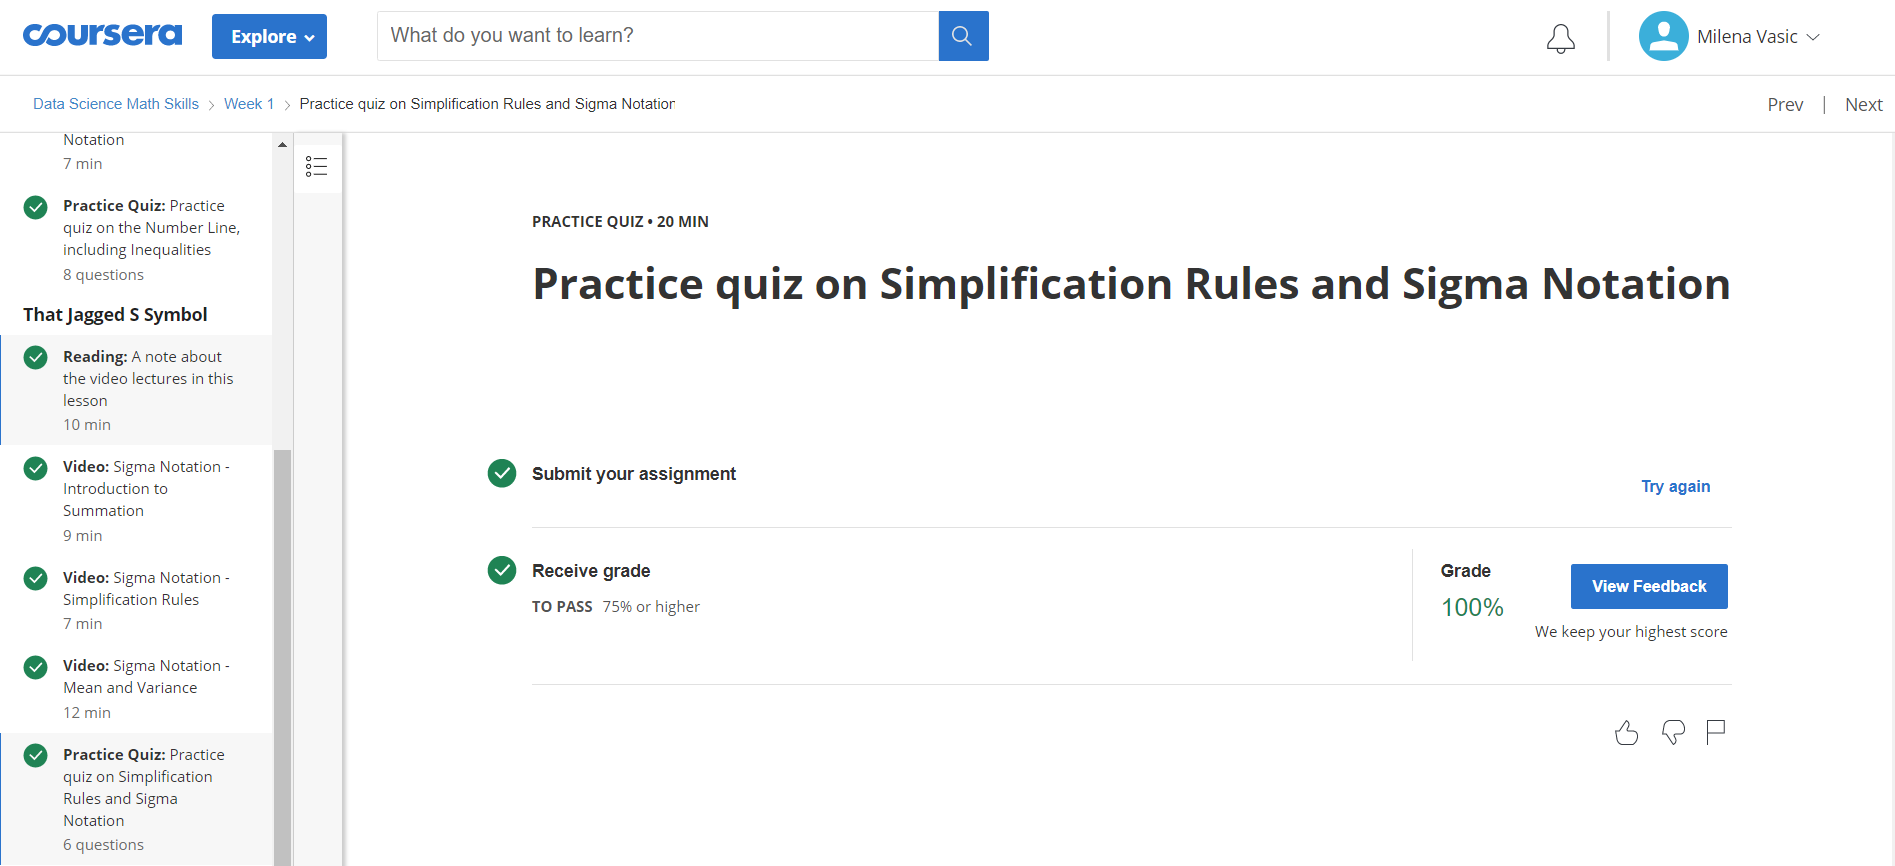 coursera
Explore
What do you want to learn?
Milena Vasic
Data Science Math Skills
Week 1
Practice quiz on Simplification Rules and Sigma Notation
Prev | Next
Notation
7 min
Practice Quiz: Practice
quiz on the Number Line,
including Inequalities
8 questions
That Jagged S Symbol
Reading: A note about
the video lectures in this
lesson
10 min
Video: Sigma Notation -
Introduction to
Summation
9 min
Video: Sigma Notation -
Simplification Rules
7 min
Video: Sigma Notation -
Mean and Variance
12 min
Practice Quiz: Practice
quiz on Simplification
Rules and Sigma
Notation
6 questions
PRACTICE QUIZ • 20 MIN
Practice quiz on Simplification Rules and Sigma Notation
Submit your assignment
Try again
Receive grade
TO PASS 75% or higher
Grade
100%
View Feedback
We keep your highest score